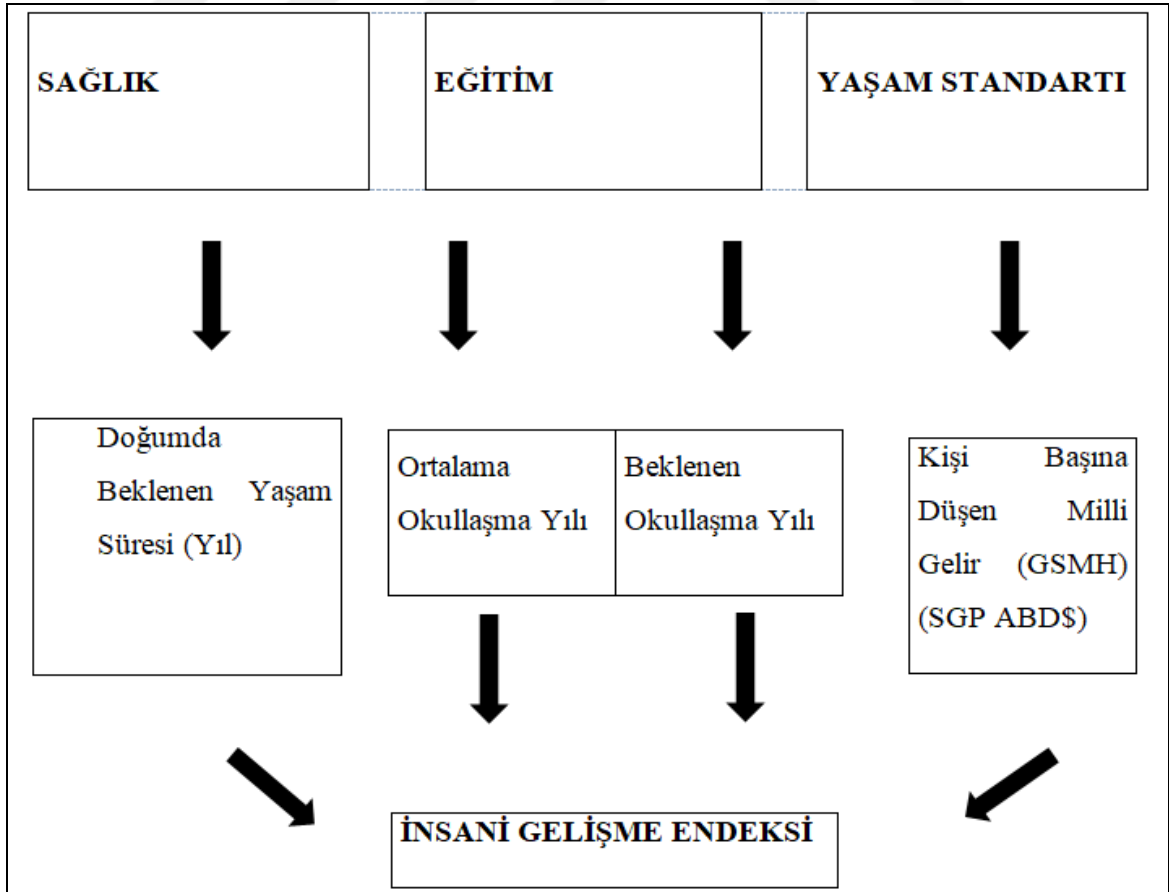 SAĞLIK
EĞİTİM
YAŞAM STANDARTI
Doğumda
Beklenen Yaşam
Süresi (Yıl)
Ortalama
Okullaşma Yılı
Beklenen
Okullaşma Yılı
Kişi Başına
Düşen Milli
Gelir (GSMH)
(SGP ABD$)
İNSANİ GELİŞME ENDEKSİ